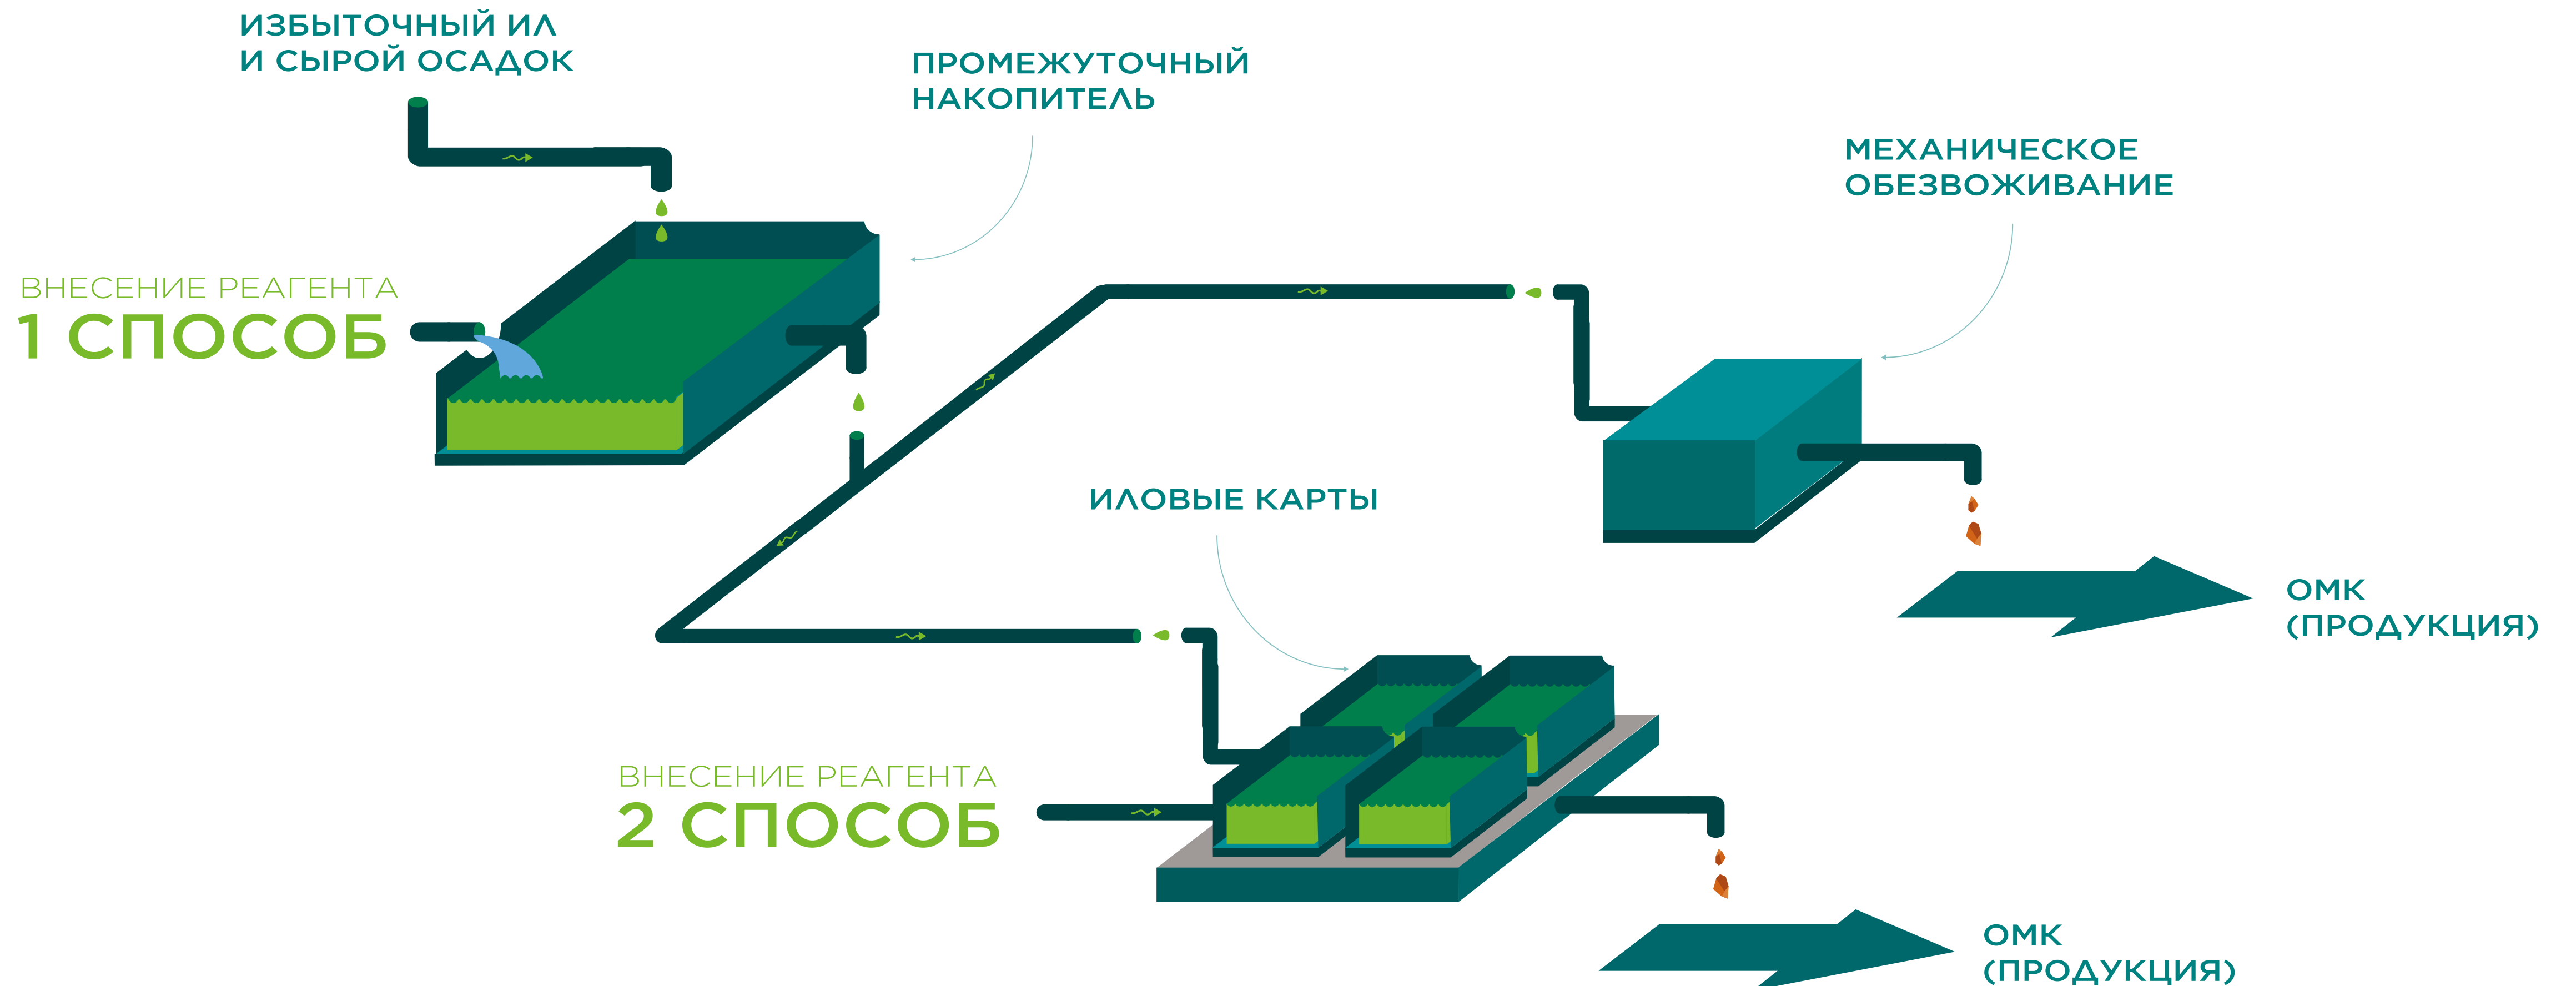 ИЗБЫТОЧНЫЙ ИЛ
И СЫРОЙ ОСАДОК
ПРОМЕЖУТОЧНЫЙ
НАКОПИТЕЛЬ
МЕХАНИЧЕСКОЕ
ОБЕЗВОЖИВАНИЕ
ВНЕСЕНИЕ РЕАГЕНТА
1 СПОСОБ
ИЛОВЫЕ КАРТЫ
ОМК
(ПРОДУКЦИЯ)
ВНЕСЕНИЕ РЕАГЕНТА
2 СПОСОБ
ОМК
(ПРОДУКЦИЯ)